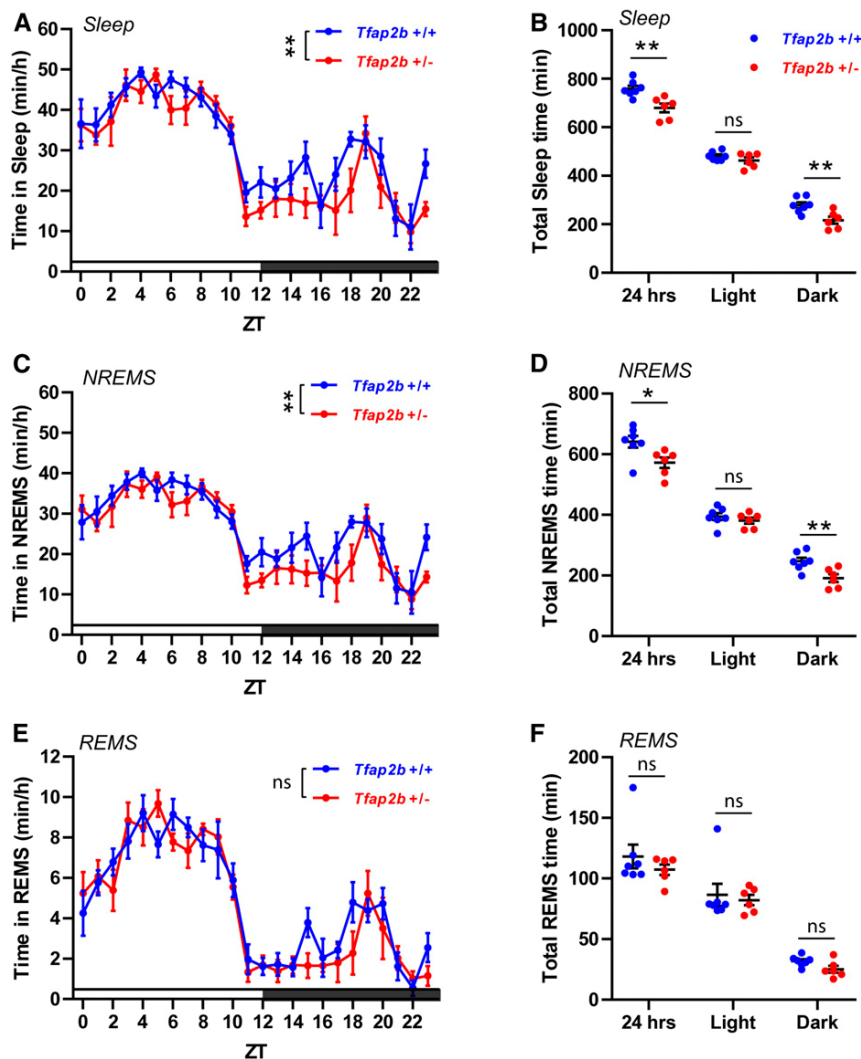 A Sleep
Time in Sleep (min/h)
60
50
40
30
20
10
0
** Tfap2b +/+
Tfap2b +/-
0 2 4 6 8 10 12 14 16 18 20 22
ZT
B Sleep
Total Sleep time (min)
1000
800
600
400
200
0
Tfap2b +/+
Tfap2b +/-
** ns **
24 hrs Light Dark
C NREMS
Time in NREMS (min/h)
60
50
40
30
20
10
0
** Tfap2b +/+
Tfap2b +/-
0 2 4 6 8 10 12 14 16 18 20 22
ZT
D NREMS
Total NREMS time (min)
800
600
400
200
0
* ns **
24 hrs Light Dark
E REMS
Time in REMS (min/h)
12
10
8
6
4
2
0
ns Tfap2b +/+
Tfap2b +/-
0 2 4 6 8 10 12 14 16 18 20 22
ZT
F REMS
Total REMS time (min)
200
150
100
50
0
ns ns ns
24 hrs Light Dark